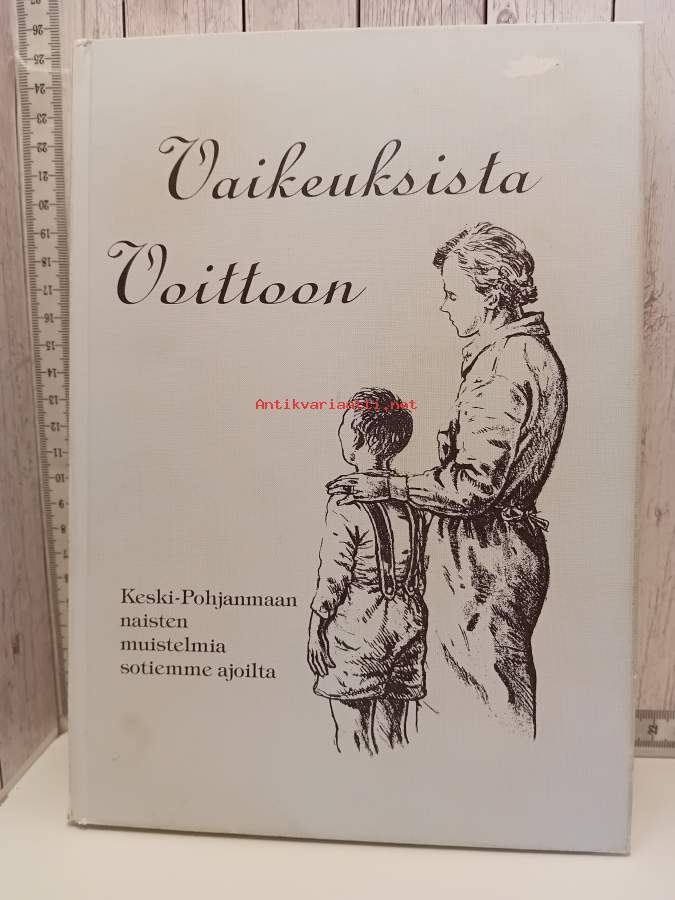 Vaikeuksista
Voittoon
Antikvariaatti.net
Keski-Pohjanmaan
naisten
muistelmia
sotiemme ajoilta